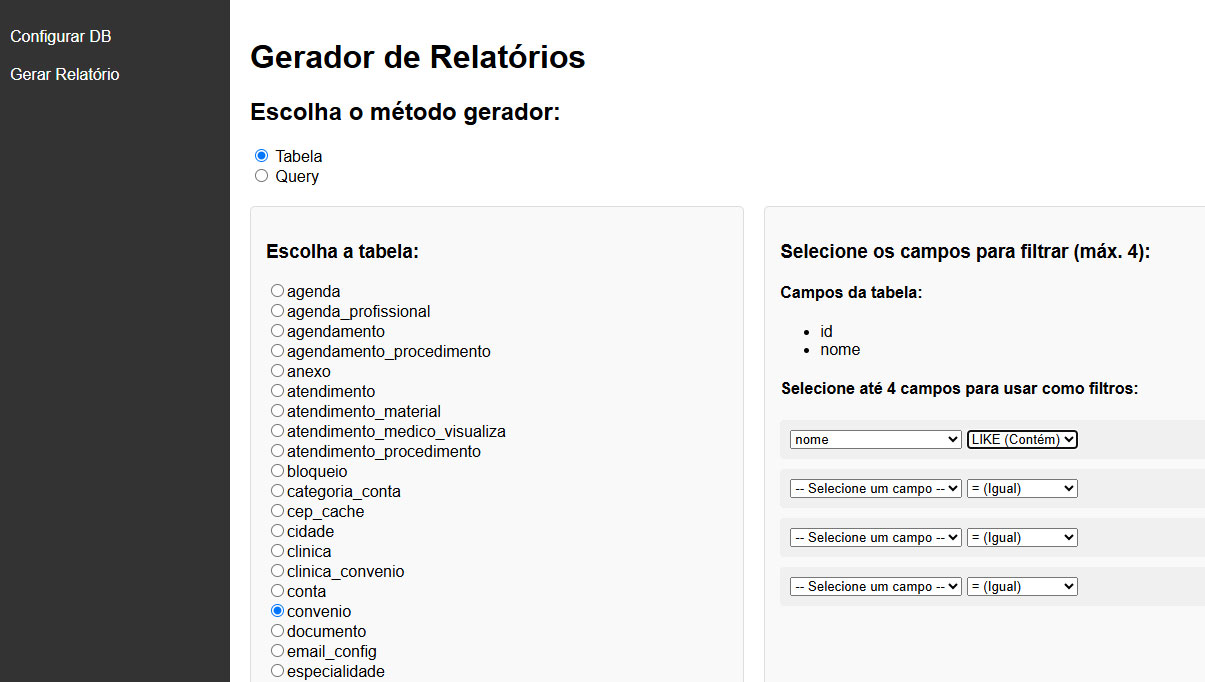 Configurar DB
Gerar Relatório
Gerador de Relatórios
Escolha o método gerador:
Tabela
Query
Escolha a tabela:
agenda
agenda_profissional
agendamento
agendamento_procedimento
anexo
atendimento
atendimento_material
atendimento_medico_visualiza
atendimento_procedimento
bloqueio
categoria_conta
cep_cache
cidade
clinica
clinica_convenio
conta
convenio
documento
email_config
especialidade
Selecione os campos para filtrar (máx. 4):
Campos da tabela:
id
nome
Selecione até 4 campos para usar como filtros:
nome LIKE (Contém)
-- Selecione um campo -- = (Igual)
-- Selecione um campo -- = (Igual)
-- Selecione um campo -- = (Igual)